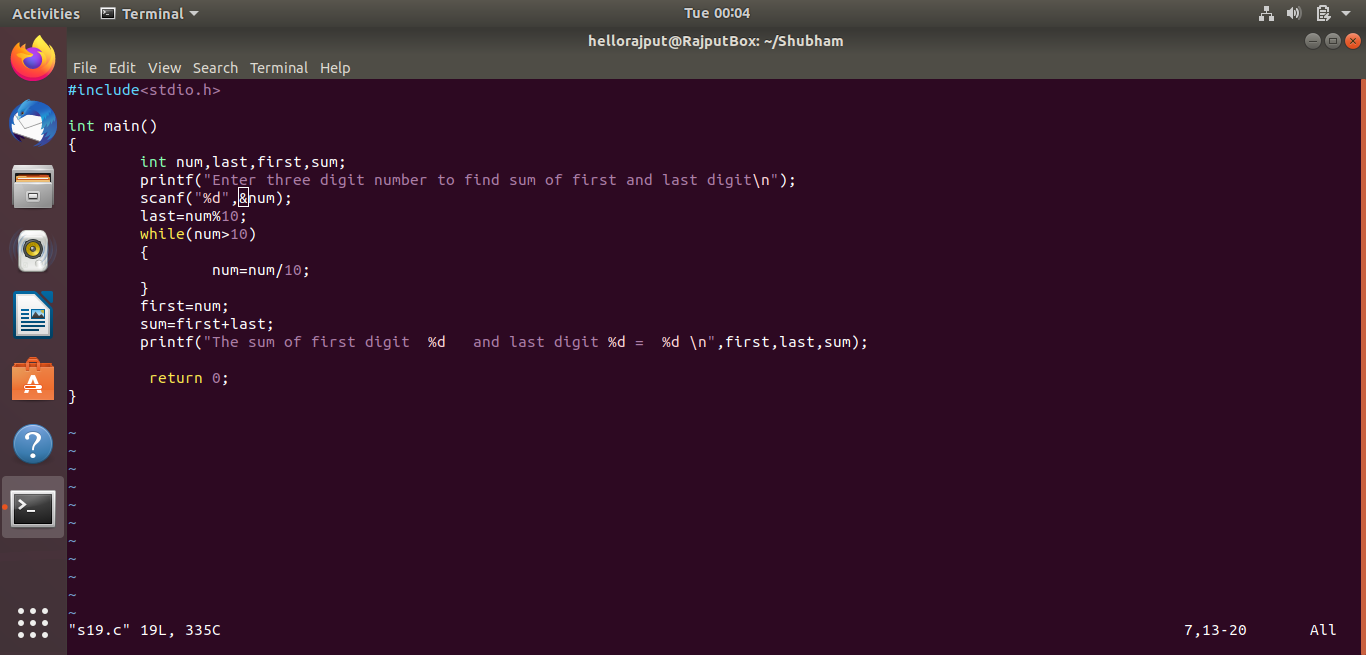 Activities Terminal Tue 00:04
hellorajput@RajputBox: ~/Shubham
File Edit View Search Terminal Help
#include<stdio.h>
int main()
{
int num,last,first,sum;
printf("Enter three digit number to find sum of first and last digit\n");
scanf("%d",&num);
last=num%10;
while(num>10)
{
num=num/10;
}
first=num;
sum=first+last;
printf("The sum of first digit  %d   and last digit %d =  %d \n",first,last,sum);
return 0;
}
~
~
~
~
~
~
~
~
~
~
~
"s19.c" 19L, 335C 7,13-20 All